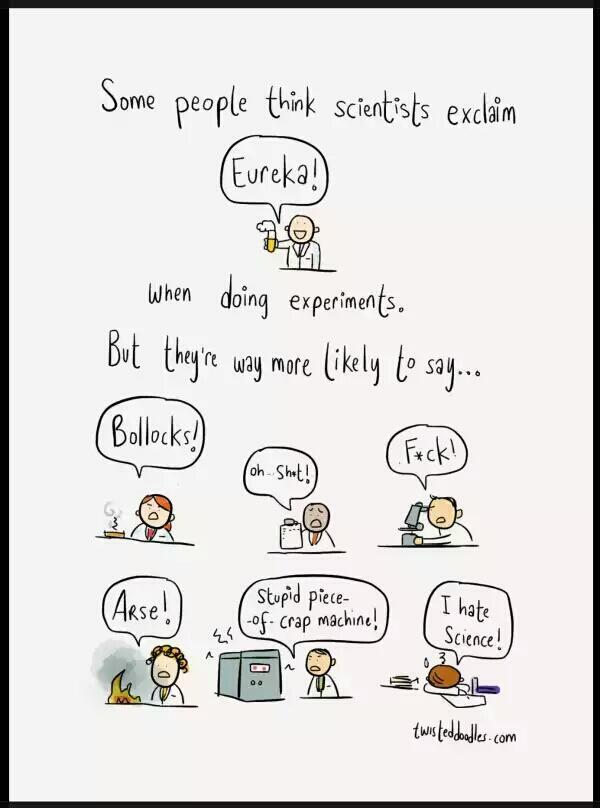 Some people think scientists exclaim
Eureka!
when doing experiments.
But they're way more likely to say...
Bollocks!
oh... Sh*t!
F*ck!
ARSE!
Stupid piece-
-of- crap machine!
I hate
Science!
twisteddoodles.com